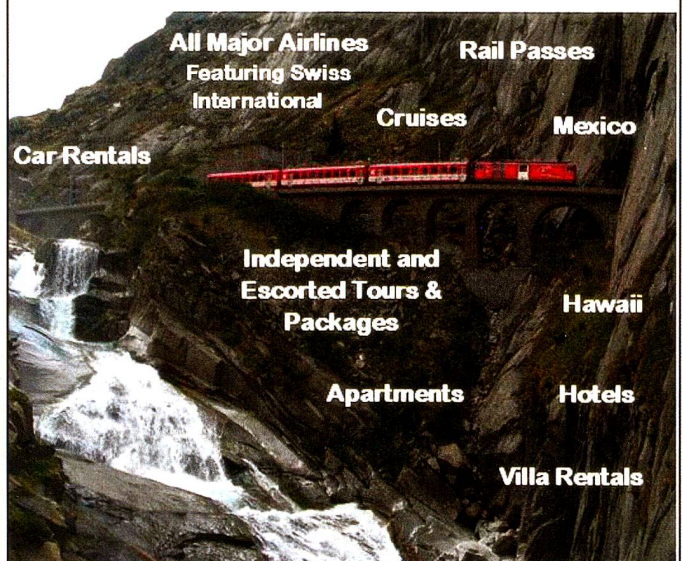 All Major Airlines
Featuring Swiss
International
Rail Passes
Cruises
Mexico
Car Rentals
Independent and
Escorted Tours &
Packages
Hawaii
Apartments
Hotels
Villa Rentals